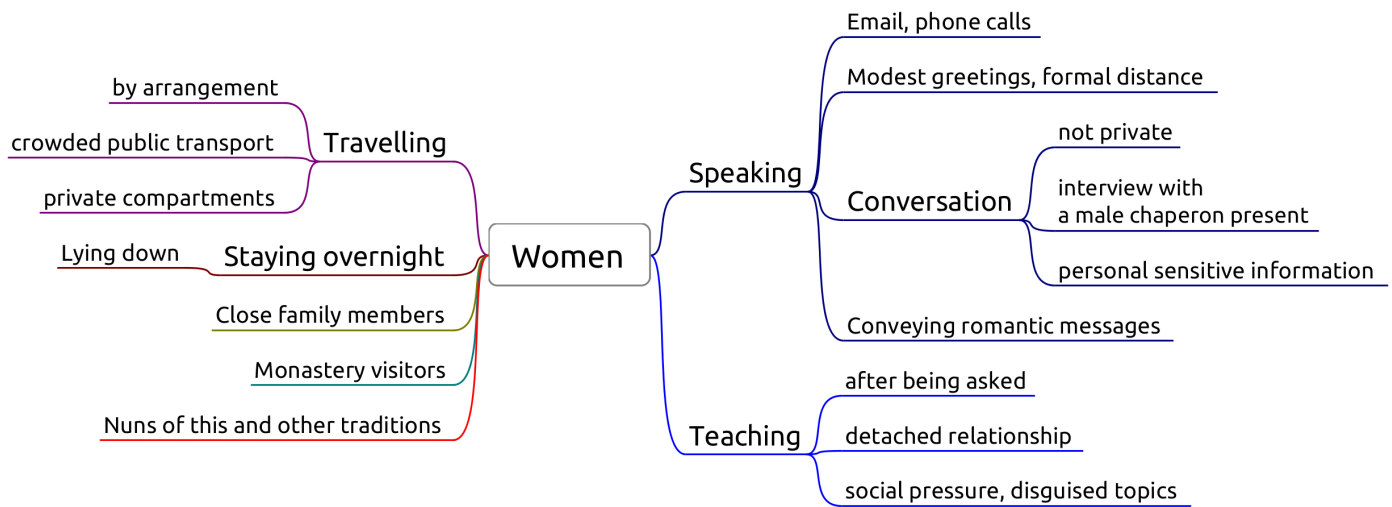 Women
Travelling
by arrangement
crowded public transport
private compartments
Staying overnight
Lying down
Close family members
Monastery visitors
Nuns of this and other traditions
Speaking
Email, phone calls
Modest greetings, formal distance
Conversation
not private
interview with
a male chaperon present
personal sensitive information
Conveying romantic messages
Teaching
after being asked
detached relationship
social pressure, disguised topics